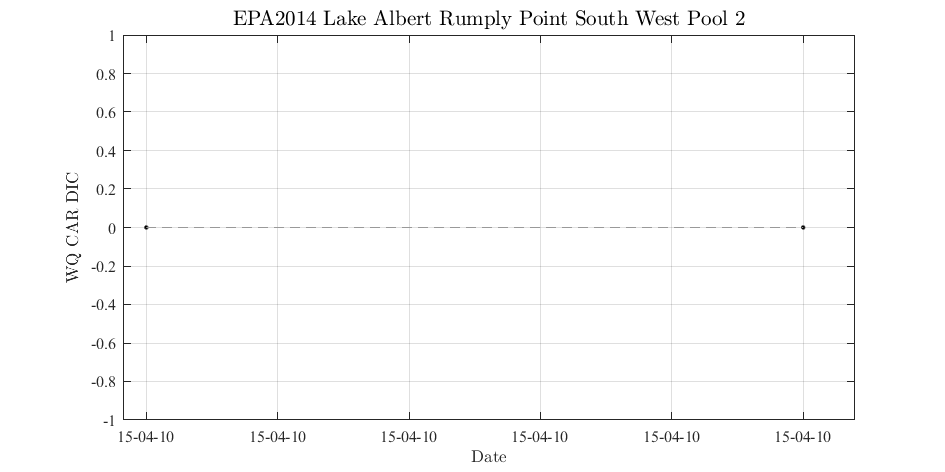 EPA2014 Lake Albert Rumply Point South West Pool 2
1
0.8
0.6
0.4
0.2
0
-0.2
-0.4
-0.6
-0.8
-1
WQ CAR DIC
15-04-10 15-04-10 15-04-10 15-04-10 15-04-10 15-04-10
Date